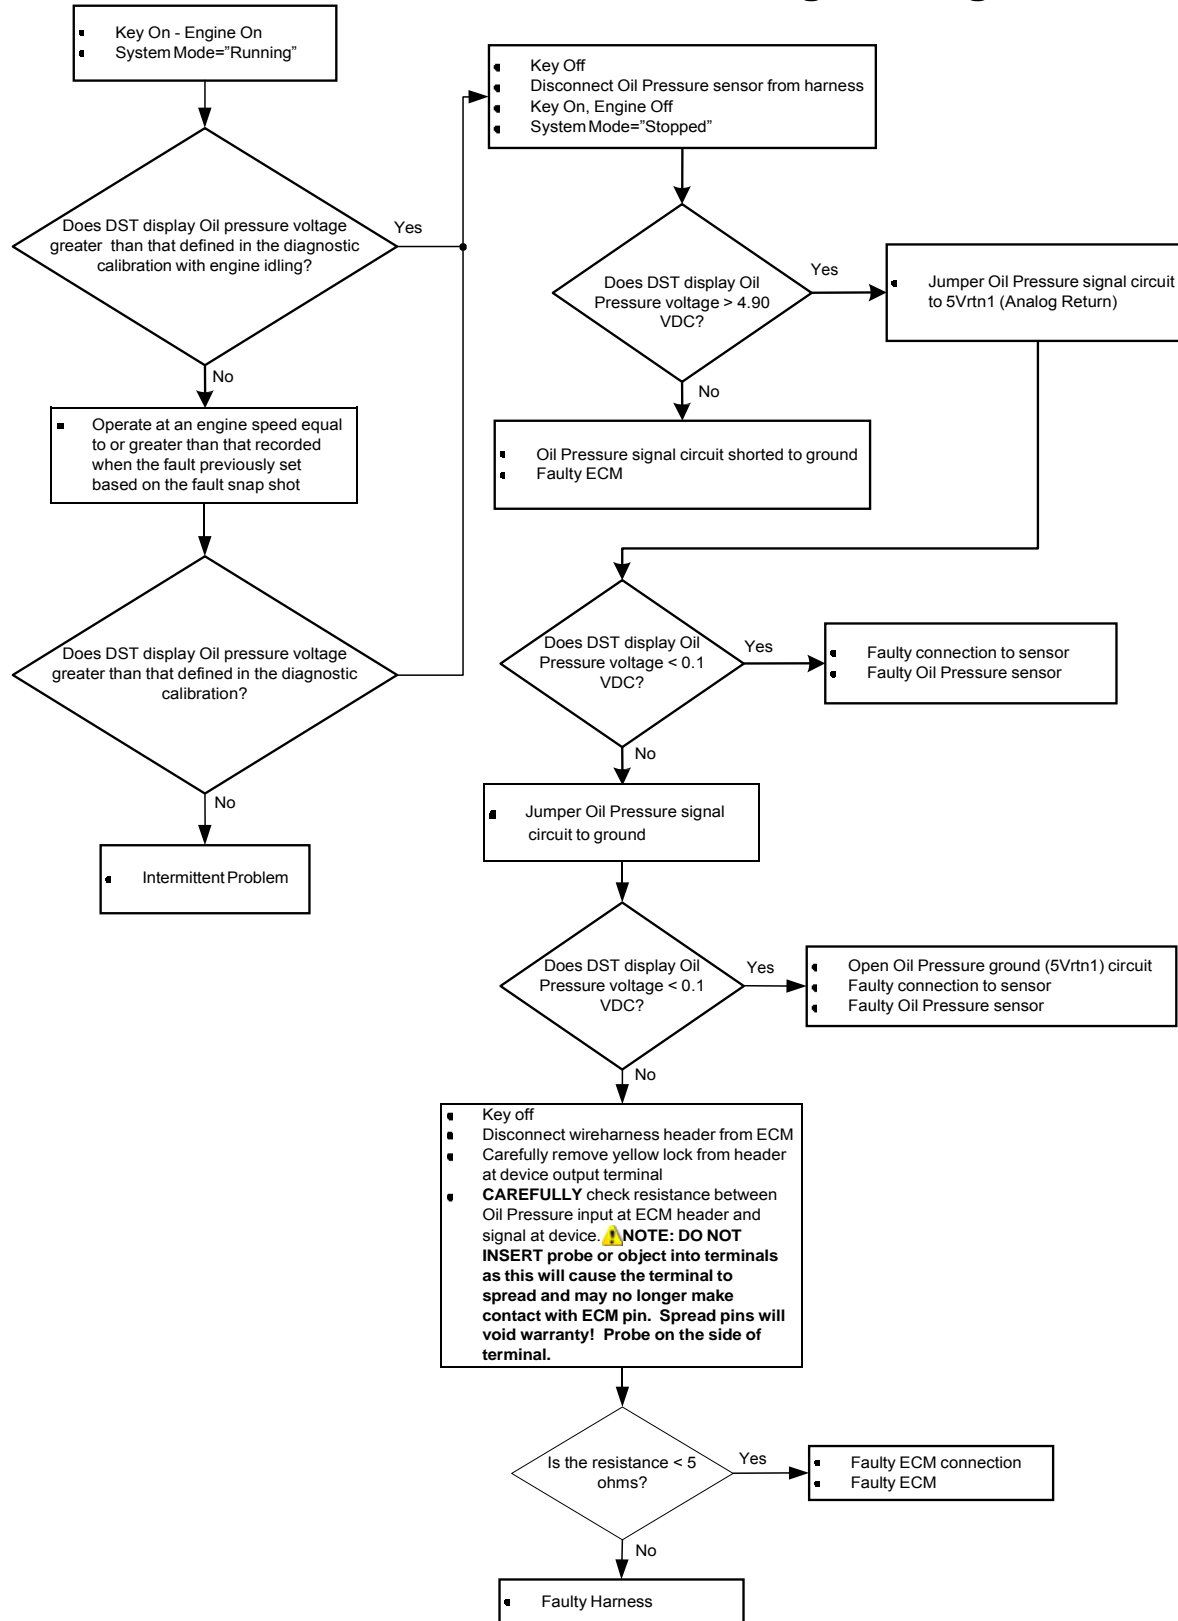 Key On - Engine On
System Mode="Running"
Key Off
Disconnect Oil Pressure sensor from harness
Key On, Engine Off
System Mode="Stopped"
Does DST display Oil pressure voltage
greater than that defined in the diagnostic
calibration with engine idling?
Yes
No
Does DST display Oil
Pressure voltage > 4.90
VDC?
Yes
No
Jumper Oil Pressure signal circuit
to 5Vrtn1 (Analog Return)
Operate at an engine speed equal
to or greater than that recorded
when the fault previously set
based on the fault snap shot
Oil Pressure signal circuit shorted to ground
Faulty ECM
Does DST display Oil pressure voltage
greater than that defined in the diagnostic
calibration?
No
Intermittent Problem
Does DST display Oil
Pressure voltage < 0.1
VDC?
Yes
No
Faulty connection to sensor
Faulty Oil Pressure sensor
Jumper Oil Pressure signal
circuit to ground
Does DST display Oil
Pressure voltage < 0.1
VDC?
Yes
No
Open Oil Pressure ground (5Vrtn1) circuit
Faulty connection to sensor
Faulty Oil Pressure sensor
Key off
Disconnect wireharness header from ECM
Carefully remove yellow lock from header
at device output terminal
CAREFULLY check resistance between
Oil Pressure input at ECM header and
signal at device. NOTE: DO NOT
INSERT probe or object into terminals
as this will cause the terminal to
spread and may no longer make
contact with ECM pin. Spread pins will
void warranty! Probe on the side of
terminal.
Is the resistance < 5
ohms?
Yes
No
Faulty ECM connection
Faulty ECM
Faulty Harness